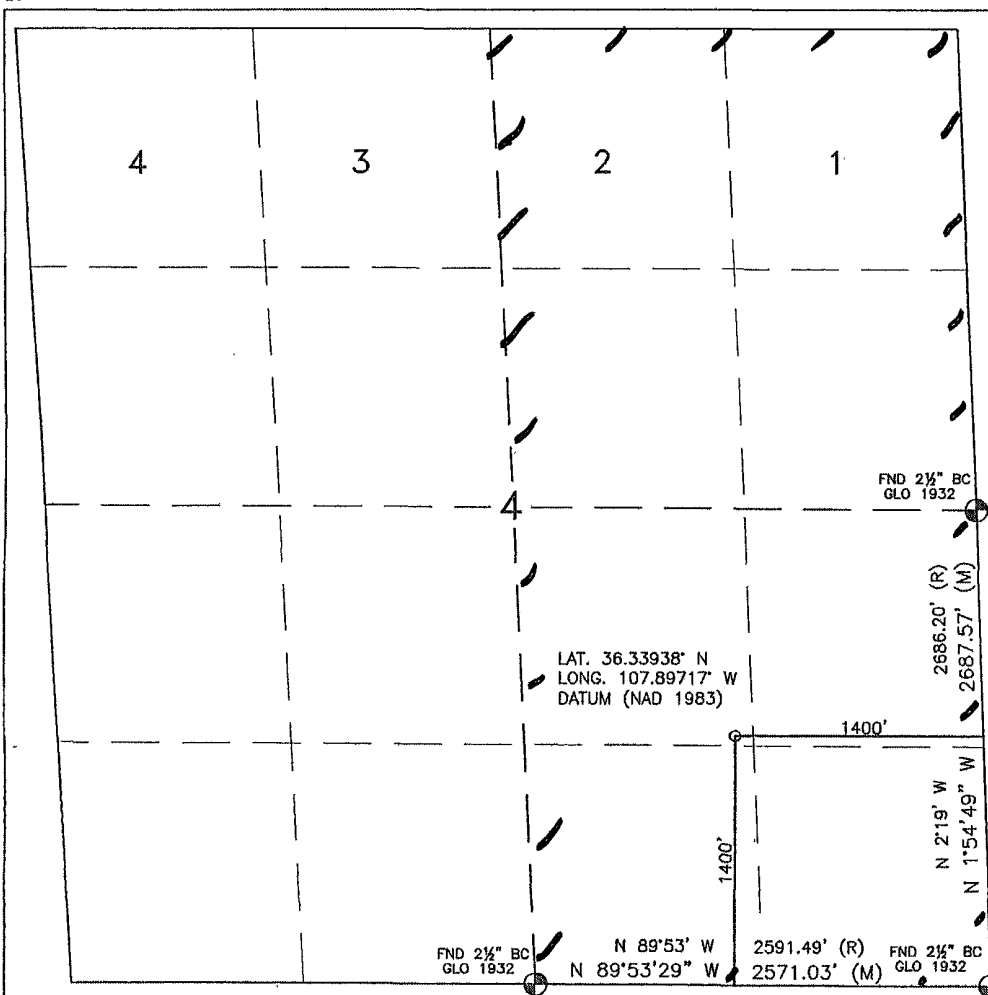 4 3 2 1
FND 2½" BC
GLO 1932
4
2686.20' (R)
2687.57' (M)
LAT. 36.33938° N
LONG. 107.89717° W
DATUM (NAD 1983)
1400'
N 2°19' W
N 1°54'49" W
1400'
FND 2½" BC
GLO 1932
N 89°53' W 2591.49' (R)
N 89°53'29" W 2571.03' (M)
FND 2½" BC
GLO 1932